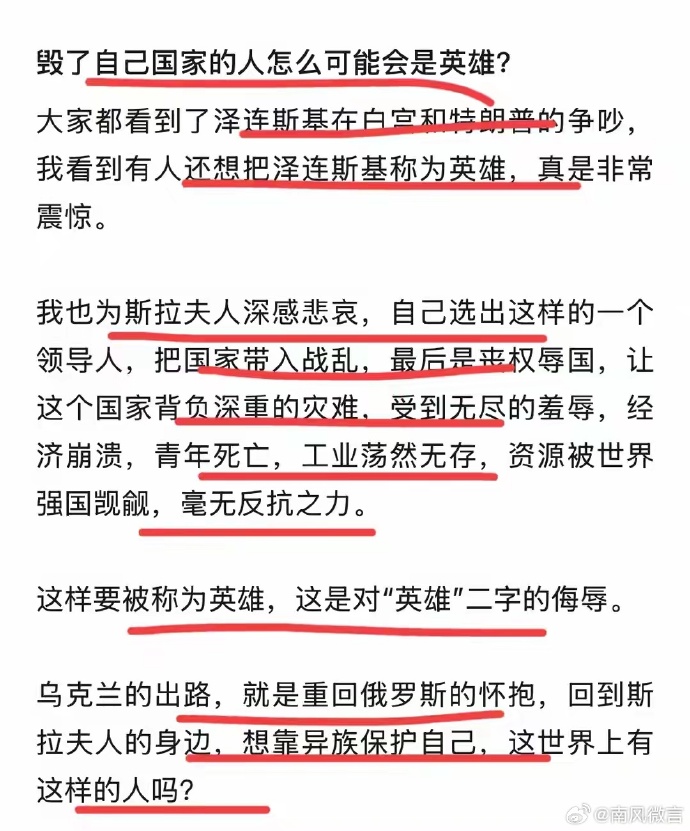 毁了自己国家的人怎么可能会是英雄？
大家都看到了泽连斯基在白宫和特朗普的争吵，
我看到有人还想把泽连斯基称为英雄，真是非常
震惊。
我也为斯拉夫人深感悲哀，自己选出这样的一个
领导人，把国家带入战乱，最后是丧权辱国，让
这个国家背负深重的灾难，受到无尽的羞辱，经
济崩溃，青年死亡，工业荡然无存，资源被世界
强国觊觎，毫无反抗之力。
这样要被称为英雄，这是对“英雄”二字的侮辱。
乌克兰的出路，就是重回俄罗斯的怀抱，回到斯
拉夫人的身边，想靠异族保护自己，这世界上有
这样的人吗？
@南风微言